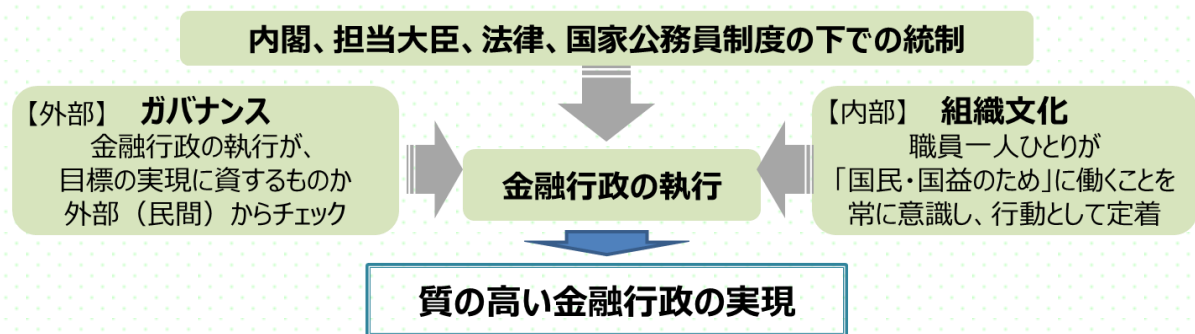 内閣、担当大臣、法律、国家公務員制度の下での統制
【外部】 ガバナンス
金融行政の執行が、
目標の実現に資するものか
外部（民間）からチェック
金融行政の執行
【内部】 組織文化
職員一人ひとりが
「国民・国益のため」に働くことを
常に意識し、行動として定着
質の高い金融行政の実現